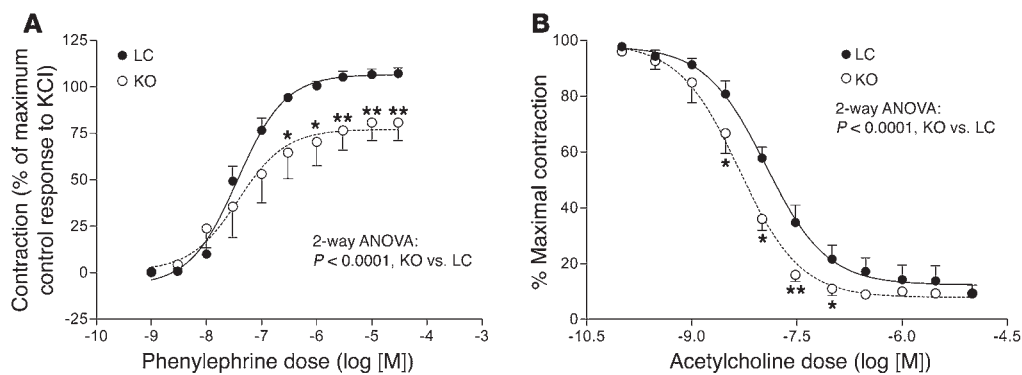 A
Contraction (% of maximum
control response to KCl)
125
100
75
50
25
0
-25
LC
KO
*
*
**
**
**
2-way ANOVA:
P < 0.0001, KO vs. LC
-10
-9
-8
-7
-6
-5
-4
-3
Phenylephrine dose (log [M])
B
% Maximal contraction
100
80
60
40
20
0
LC
KO
2-way ANOVA:
P < 0.0001, KO vs. LC
*
*
**
*
-10.5
-9.0
-7.5
-6.0
-4.5
Acetylcholine dose (log [M])